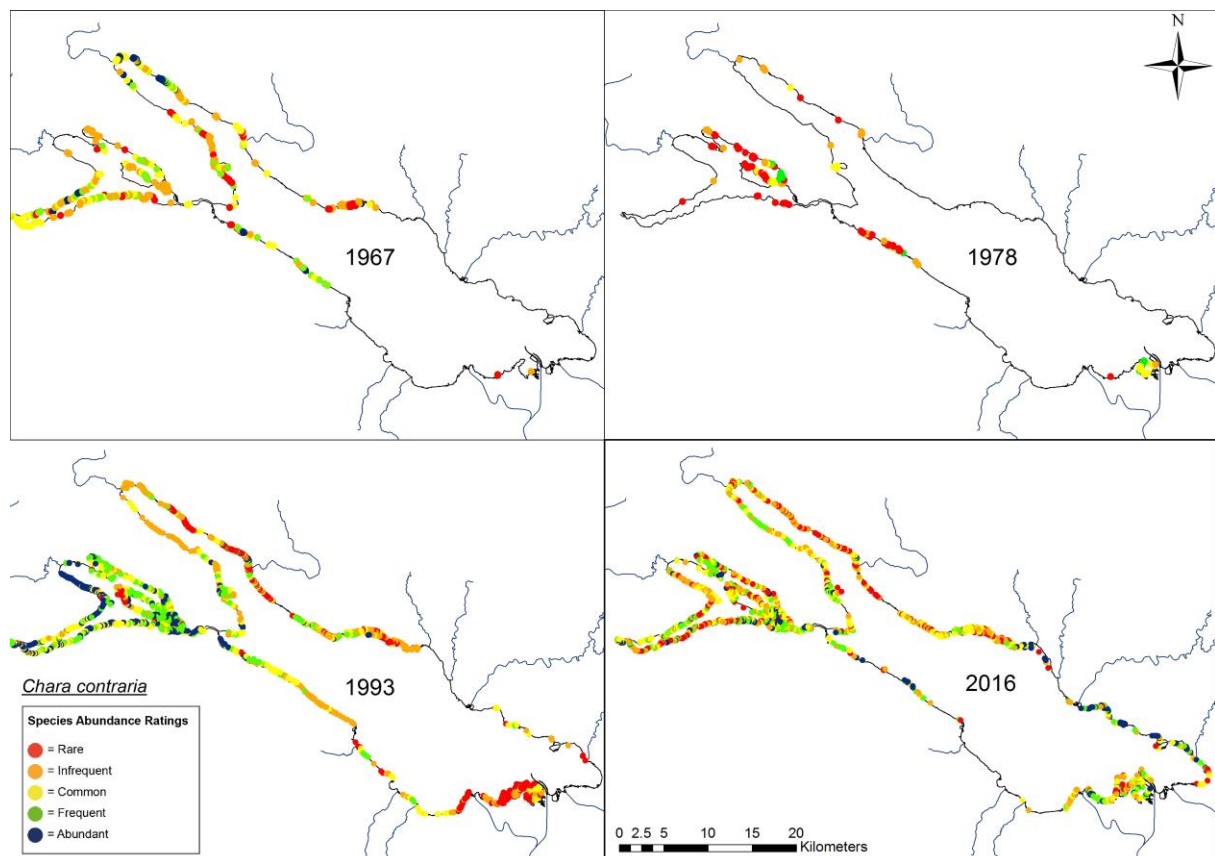 N
1967
1978
1993
2016
Chara contraria
Species Abundance Ratings
= Rare
= Infrequent
= Common
= Frequent
= Abundant
0 2.5 5 10 15 20
Kilometers